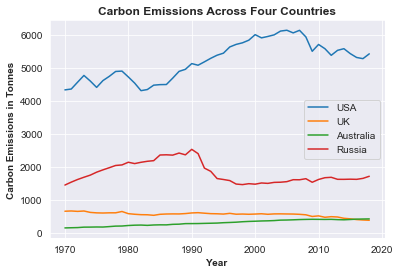 Carbon Emissions Across Four Countries
Carbon Emissions in Tonnes
6000
5000
4000
3000
2000
1000
0
USA
UK
Australia
Russia
1970 1980 1990 2000 2010 2020
Year